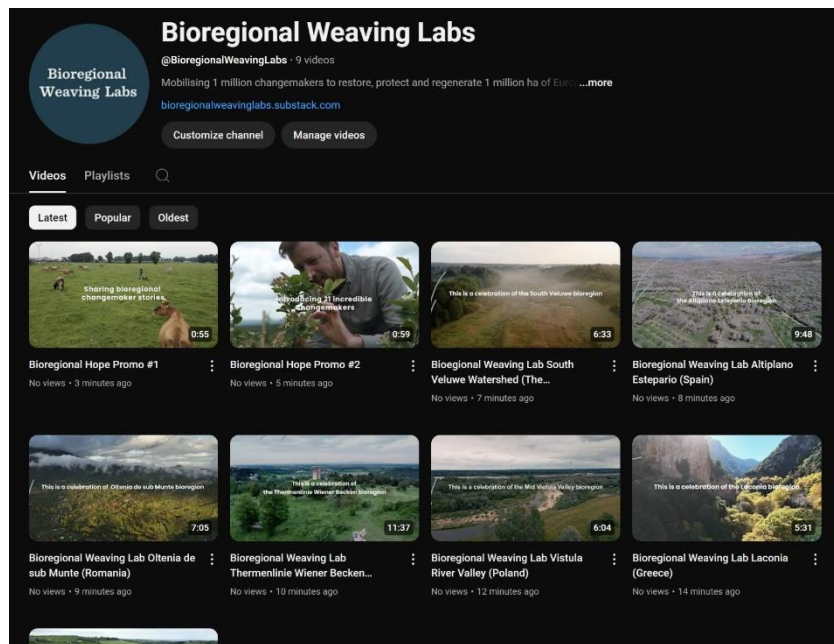 Bioregional Weaving Labs
Bioregional
Weaving Labs
@BioregionalWeavingLabs · 9 videos
Mobilising 1 million changemakers to restore, protect and regenerate 1 million ha of Euro ...more
bioregionalweavinglabs.substack.com
Customize channel
Manage videos
Videos
Playlists
Latest
Popular
Oldest
Sharing bioregional
changemaker stories
0:55
Introducing 21 incredible
changemakers
0:59
This is a celebration of the South Veluwe bioregion
6:33
This is a celebration of
the Altiplano Estepario Bioregion
9:48
Bioregional Hope Promo #1
No views • 3 minutes ago
Bioregional Hope Promo #2
No views • 5 minutes ago
Bioegional Weaving Lab South
Veluwe Watershed (The...
No views • 7 minutes ago
Bioregional Weaving Lab Altiplano
Estepario (Spain)
No views • 8 minutes ago
This is a celebration of Oltenia de sub Munte bioregion
7:05
This is a celebration of
the Thermenlinie Wiener Becken bioregion
11:37
This is a celebration of the Mid Vistula Valley bioregion
6:04
This is a celebration of the Laconia bioregion
5:31
Bioregional Weaving Lab Oltenia de
sub Munte (Romania)
No views • 9 minutes ago
Bioregional Weaving Lab
Thermenlinie Wiener Becken...
No views • 10 minutes ago
Bioregional Weaving Lab Vistula
River Valley (Poland)
No views • 12 minutes ago
Bioregional Weaving Lab Laconia
(Greece)
No views • 14 minutes ago